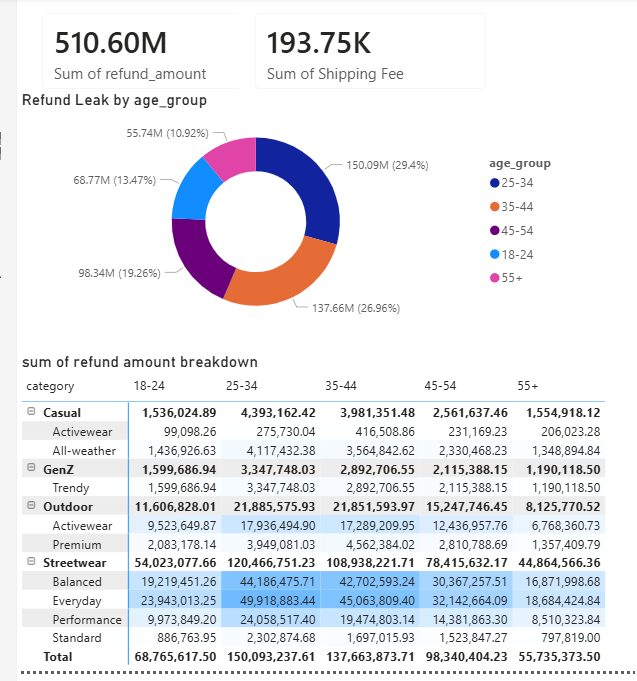 510.60M
Sum of refund_amount
193.75K
Sum of Shipping Fee
Refund Leak by age_group
55.74M (10.92%)
150.09M (29.4%)
68.77M (13.47%)
98.34M (19.26%)
137.66M (26.96%)
age_group
25-34
35-44
45-54
18-24
55+
sum of refund amount breakdown
category 18-24 25-34 35-44 45-54 55+
Casual 1,536,024.89 4,393,162.42 3,981,351.48 2,561,637.46 1,554,918.12
Activewear 99,098.26 275,730.04 416,508.86 231,169.23 206,023.28
All-weather 1,436,926.63 4,117,432.38 3,564,842.62 2,330,468.23 1,348,894.84
GenZ 1,599,686.94 3,347,748.03 2,892,706.55 2,115,388.15 1,190,118.50
Trendy 1,599,686.94 3,347,748.03 2,892,706.55 2,115,388.15 1,190,118.50
Outdoor 11,606,828.01 21,885,575.93 21,851,593.97 15,247,746.45 8,125,770.52
Activewear 9,523,649.87 17,936,494.90 17,289,209.95 12,436,957.76 6,768,360.73
Premium 2,083,178.14 3,949,081.03 4,562,384.02 2,810,788.69 1,357,409.79
Streetwear 54,023,077.66 120,466,751.23 108,938,221.71 78,415,632.17 44,864,566.36
Balanced 19,219,451.26 44,186,475.71 42,702,593.24 30,367,257.51 16,871,998.68
Everyday 23,943,013.25 49,918,883.44 45,063,809.40 32,142,664.09 18,684,424.84
Performance 9,973,849.20 24,058,517.40 19,474,803.14 14,381,863.30 8,510,323.84
Standard 886,763.95 2,302,874.68 1,697,015.93 1,523,847.27 797,819.00
Total 68,765,617.50 150,093,237.61 137,663,873.71 98,340,404.23 55,735,373.50